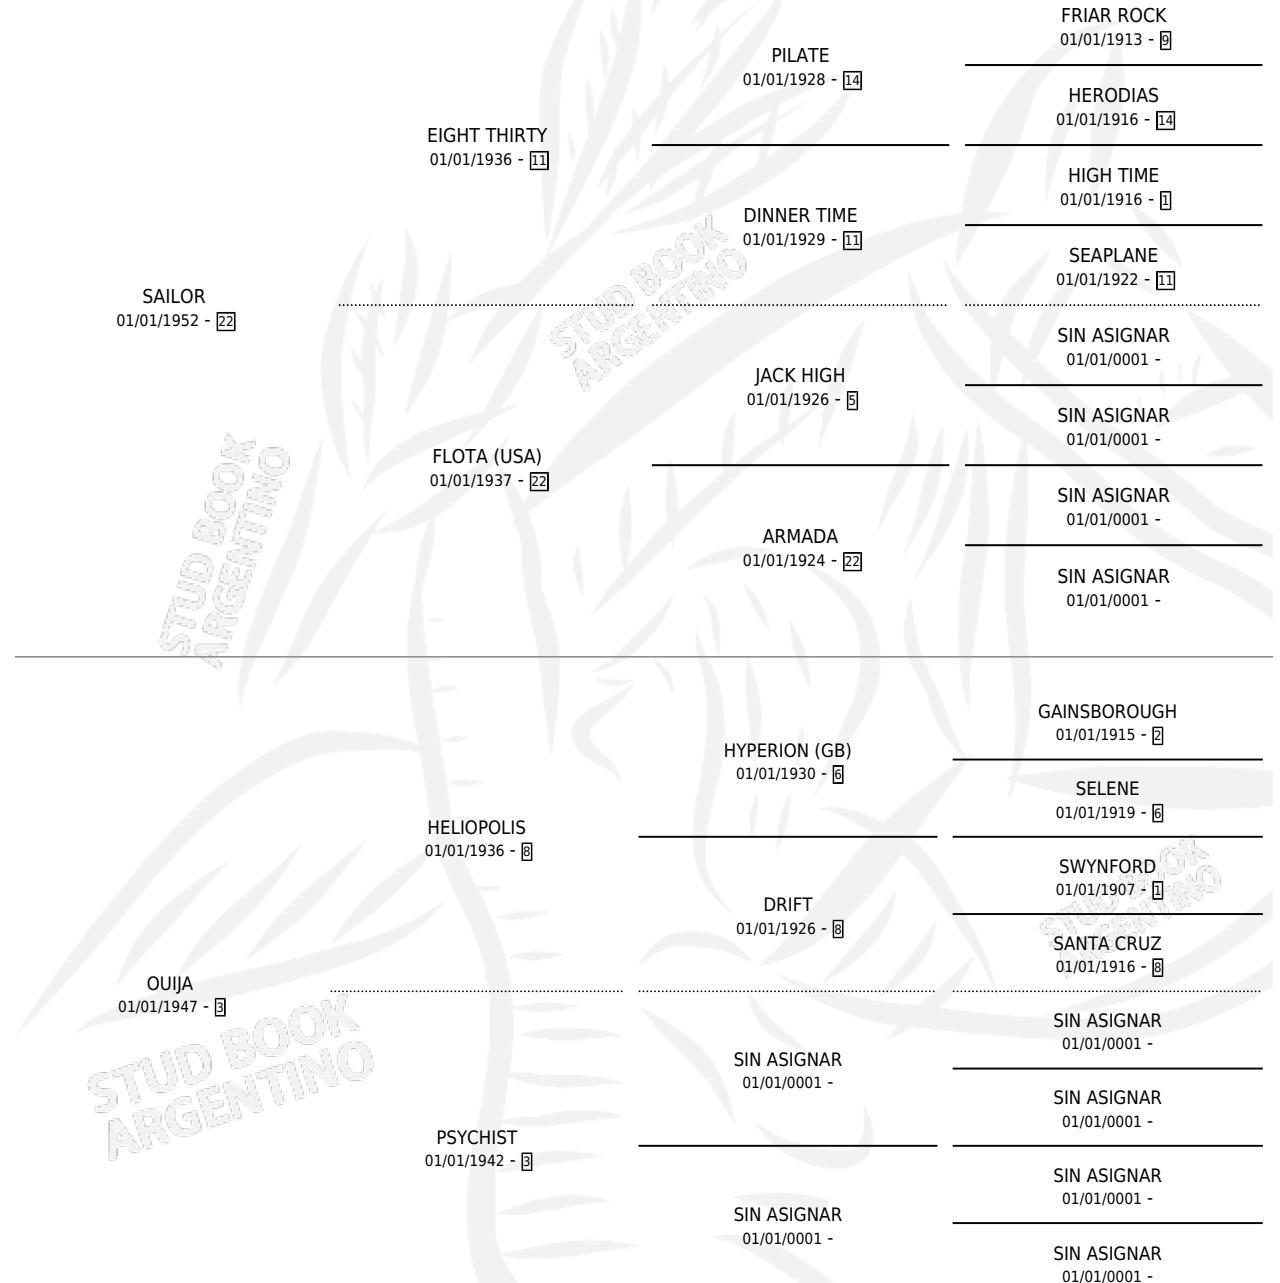 FRIAR ROCK
01/01/1913 - 9
PILATE
01/01/1928 - 14
HERODIAS
01/01/1916 - 14
EIGHT THIRTY
01/01/1936 - 11
HIGH TIME
01/01/1916 - 1
DINNER TIME
01/01/1929 - 11
SEAPLANE
01/01/1922 - 11
SAILOR
01/01/1952 - 22
STUD BOOK
ARGENTINO
SIN ASIGNAR
01/01/0001 -
JACK HIGH
01/01/1926 - 5
SIN ASIGNAR
01/01/0001 -
FLOTA (USA)
01/01/1937 - 22
SIN ASIGNAR
01/01/0001 -
ARMADA
01/01/1924 - 22
SIN ASIGNAR
01/01/0001 -
STUD BOOK
ARGENTINO
GAINSBOROUGH
01/01/1915 - 2
HYPERION (GB)
01/01/1930 - 6
SELENE
01/01/1919 - 6
HELIOPOLIS
01/01/1936 - 8
SWYNFORD
01/01/1907 - 1
DRIFT
01/01/1926 - 8
SANTA CRUZ
01/01/1916 - 8
STUD BOOK
ARGENTINO
OUIJA
01/01/1947 - 3
SIN ASIGNAR
01/01/0001 -
SIN ASIGNAR
01/01/0001 -
STUD BOOK
ARGENTINO
SIN ASIGNAR
01/01/0001 -
PSYCHIST
01/01/1942 - 3
SIN ASIGNAR
01/01/0001 -
SIN ASIGNAR
01/01/0001 -
SIN ASIGNAR
01/01/0001 -